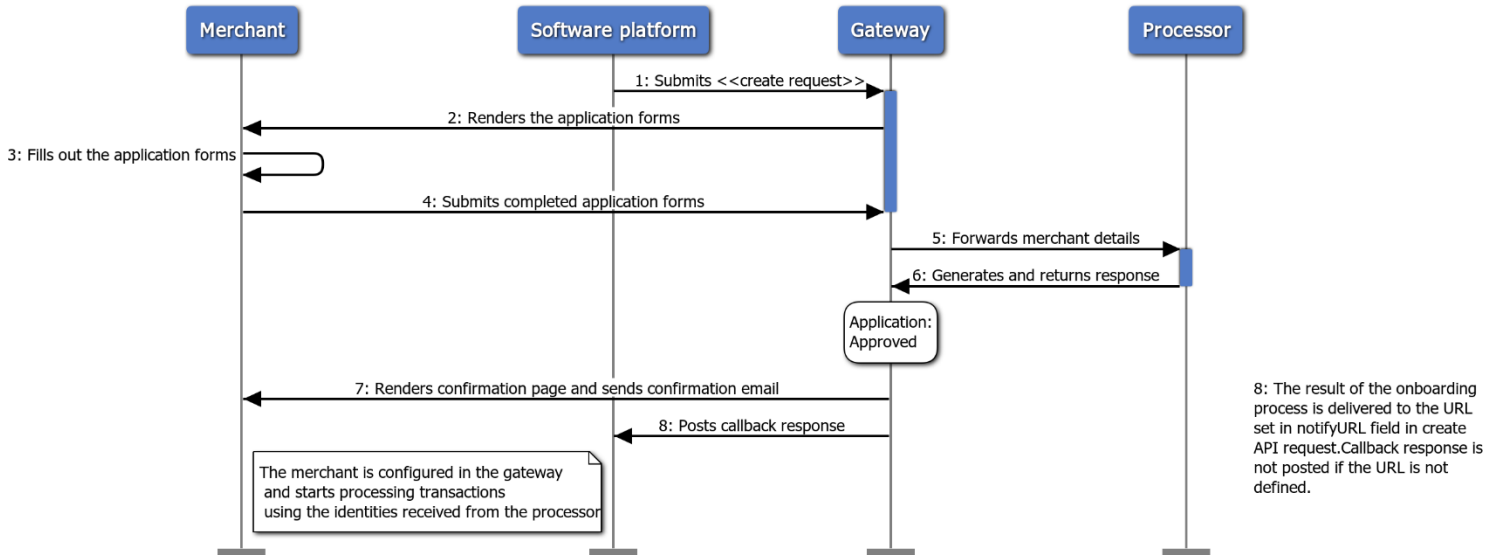 Merchant
Software platform
Gateway
Processor
1: Submits <<create request>>
2: Renders the application forms
3: Fills out the application forms
4: Submits completed application forms
5: Forwards merchant details
6: Generates and returns response
Application:
Approved
7: Renders confirmation page and sends confirmation email
8: Posts callback response
8: The result of the onboarding
process is delivered to the URL
set in notifyURL field in create
API request.Callback response is
not posted if the URL is not
defined.
The merchant is configured in the gateway
and starts processing transactions
using the identities received from the processor